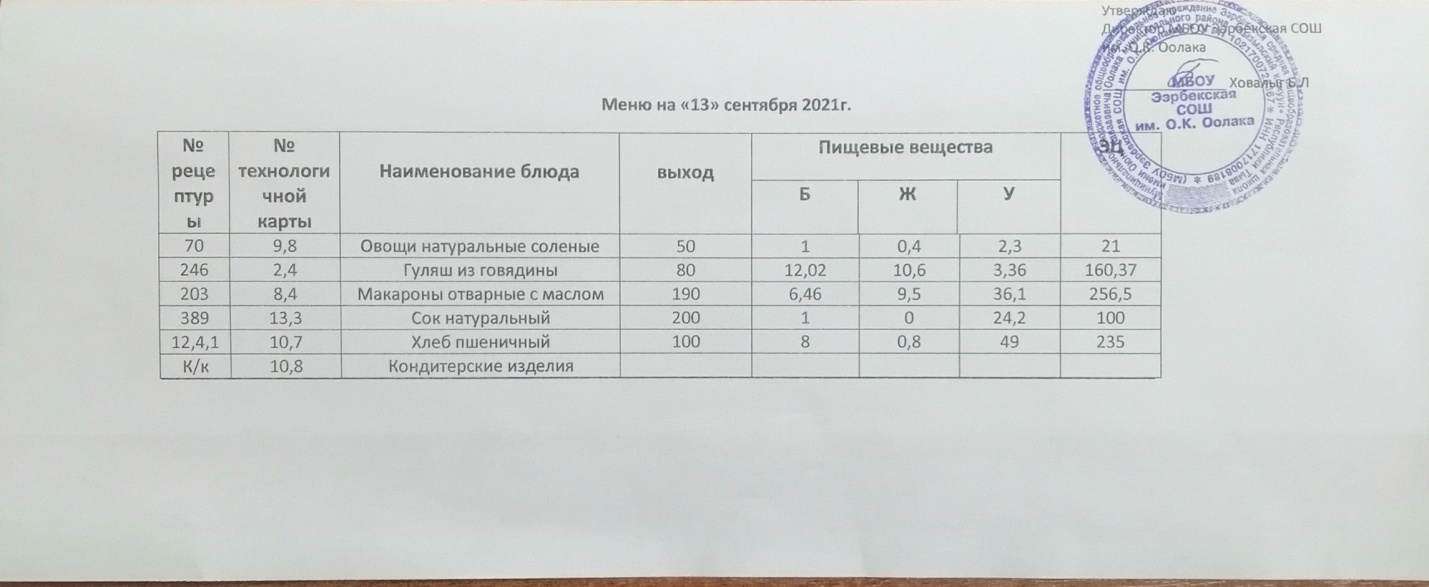 Утверждаю
Директор МБОУ Ээрбекская СОШ
им. О.К. Оолака
Ховалыг Б.Л
МБОУ
Ээрбекская
СОШ
им. О.К. Оолака
Меню на «13» сентября 2021г.
№ рецептуры № технологичной карты Наименование блюда выход Пищевые вещества ЭЦ
Б Ж У
70 9,8 Овощи натуральные соленые 50 1 0,4 2,3 21
246 2,4 Гуляш из говядины 80 12,02 10,6 3,36 160,37
203 8,4 Макароны отварные с маслом 190 6,46 9,5 36,1 256,5
389 13,3 Сок натуральный 200 1 0 24,2 100
12,4,1 10,7 Хлеб пшеничный 100 8 0,8 49 235
К/к 10,8 Кондитерские изделия